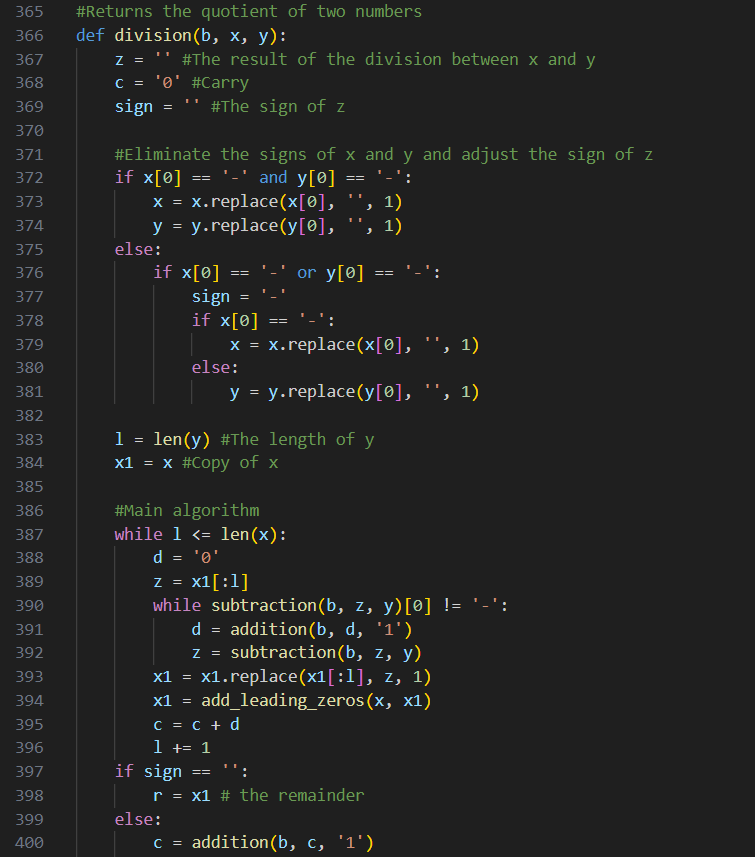 365 #Returns the quotient of two numbers
366 def division(b, x, y):
367     z = '' #The result of the division between x and y
368     c = '0' #Carry
369     sign = '' #The sign of z
370
371     #Eliminate the signs of x and y and adjust the sign of z
372     if x[0] == '-' and y[0] == '-':
373         x = x.replace(x[0], '', 1)
374         y = y.replace(y[0], '', 1)
375     else:
376         if x[0] == '-' or y[0] == '-':
377             sign = '-'
378             if x[0] == '-':
379                 x = x.replace(x[0], '', 1)
380             else:
381                 y = y.replace(y[0], '', 1)
382
383     l = len(y) #The length of y
384     x1 = x #Copy of x
385
386     #Main algorithm
387     while l <= len(x):
388         d = '0'
389         z = x1[:l]
390         while subtraction(b, z, y)[0] != '-':
391             d = addition(b, d, '1')
392             z = subtraction(b, z, y)
393         x1 = x1.replace(x1[:l], z, 1)
394         x1 = add_leading_zeros(x, x1)
395         c = c + d
396         l += 1
397     if sign == '':
398         r = x1 # the remainder
399     else:
400         c = addition(b, c, '1')